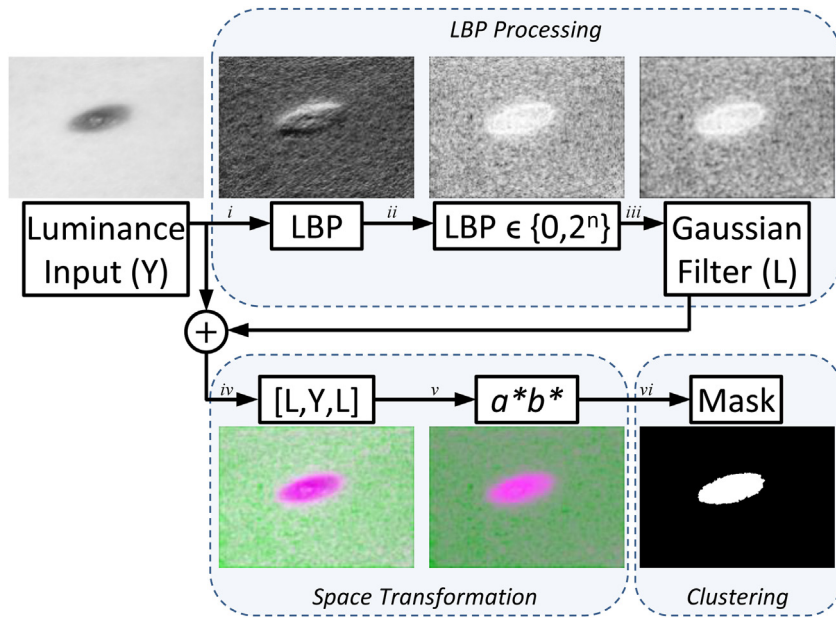 LBP Processing
Luminance
Input (Y)
i
LBP
ii
LBP ϵ {0,2ⁿ}
iii
Gaussian
Filter (L)
+
iv
[L,Y,L]
v
a*b*
vi
Mask
Space Transformation
Clustering